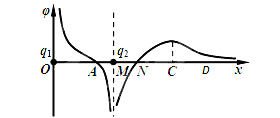 φ
q₁ q₂
O A M N C D x